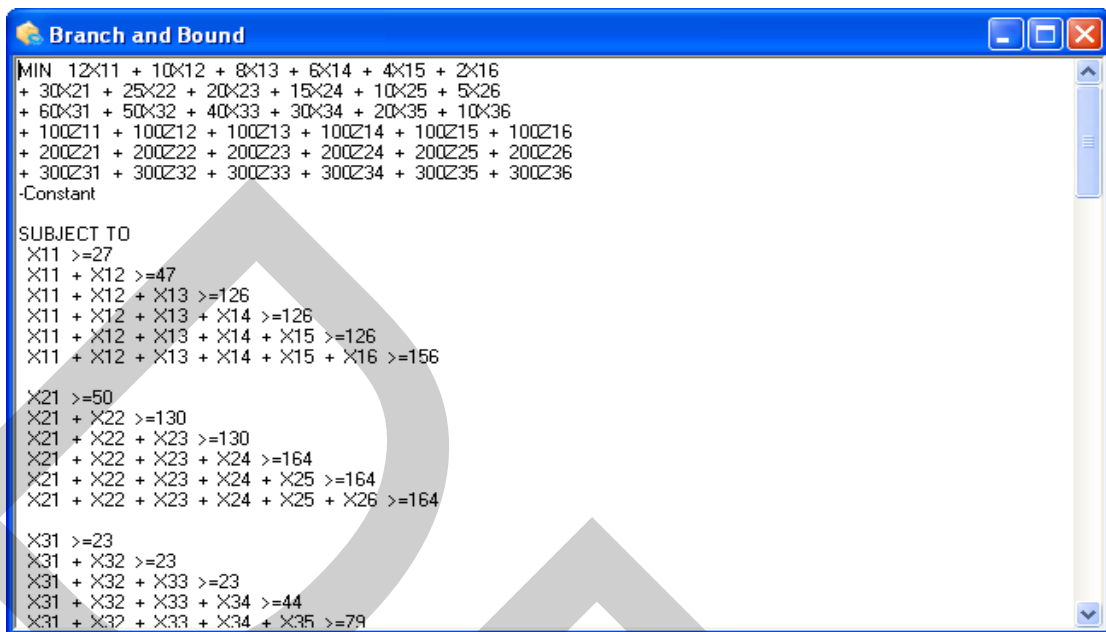 Branch and Bound
MIN 12X11 + 10X12 + 8X13 + 6X14 + 4X15 + 2X16
+ 30X21 + 25X22 + 20X23 + 15X24 + 10X25 + 5X26
+ 60X31 + 50X32 + 40X33 + 30X34 + 20X35 + 10X36
+ 100Z11 + 100Z12 + 100Z13 + 100Z14 + 100Z15 + 100Z16
+ 200Z21 + 200Z22 + 200Z23 + 200Z24 + 200Z25 + 200Z26
+ 300Z31 + 300Z32 + 300Z33 + 300Z34 + 300Z35 + 300Z36
-Constant
SUBJECT TO
X11 >=27
X11 + X12 >=47
X11 + X12 + X13 >=126
X11 + X12 + X13 + X14 >=126
X11 + X12 + X13 + X14 + X15 >=126
X11 + X12 + X13 + X14 + X15 + X16 >=156
X21 >=50
X21 + X22 >=130
X21 + X22 + X23 >=130
X21 + X22 + X23 + X24 >=164
X21 + X22 + X23 + X24 + X25 >=164
X21 + X22 + X23 + X24 + X25 + X26 >=164
X31 >=23
X31 + X32 >=23
X31 + X32 + X33 >=23
X31 + X32 + X33 + X34 >=44
X31 + X32 + X33 + X34 + X35 >=79